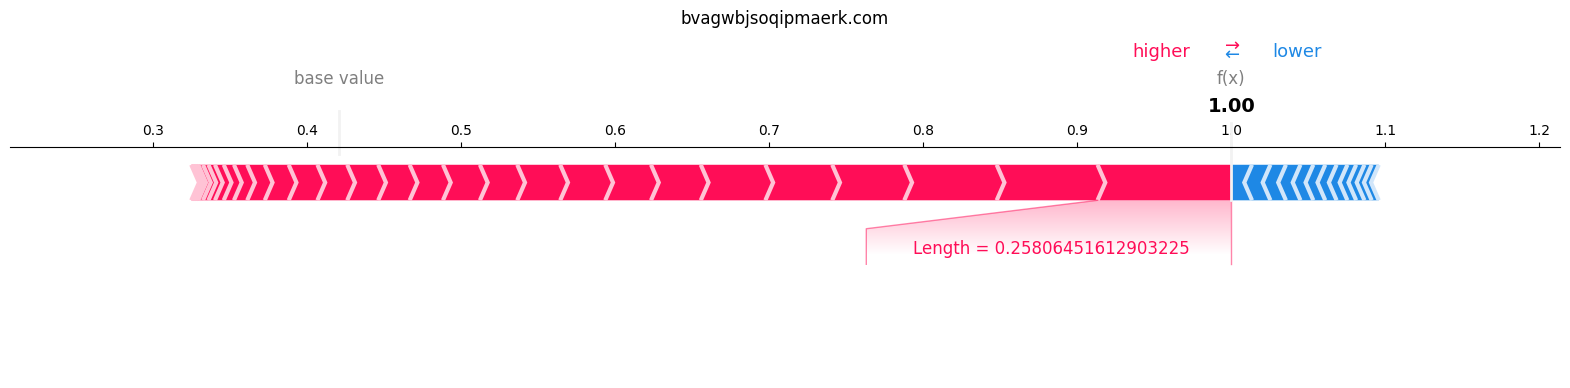 bvagwbjsoqipmaerk.com
higher ⇄ lower
base value f(x)
1.00
0.3 0.4 0.5 0.6 0.7 0.8 0.9 1.0 1.1 1.2
Length = 0.25806451612903225